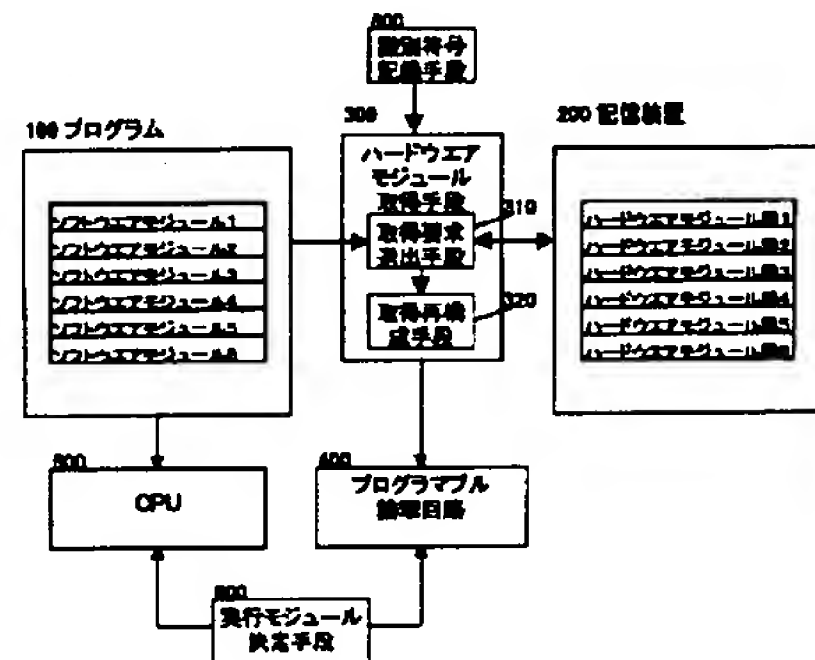 識別符号
記憶手段
100 プログラム
300
200 記憶装置
ハードウエア
モジュール
取得手段
310
ソフトウエアモジュール1
ソフトウエアモジュール2
ソフトウエアモジュール3
ソフトウエアモジュール4
ソフトウエアモジュール5
ソフトウエアモジュール6
取得要求
送出手段
ハードウエアモジュール群1
ハードウエアモジュール群2
ハードウエアモジュール群3
ハードウエアモジュール群4
ハードウエアモジュール群5
ハードウエアモジュール群6
320
取得再構
成手段
CPU
400
プログラマブル
論理回路
実行モジュール
決定手段